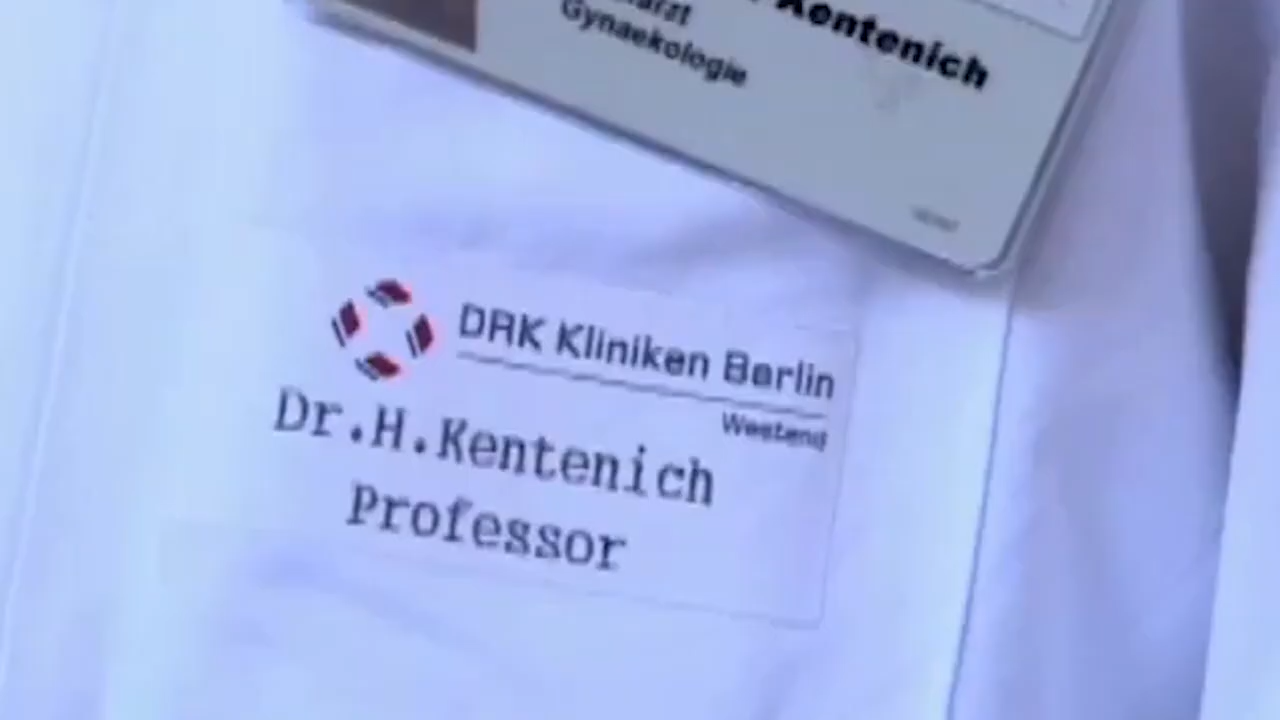 Kentenich
Gynaekologie
DRK Kliniken Berlin
Westend
Dr.H.Kentenich
Professor